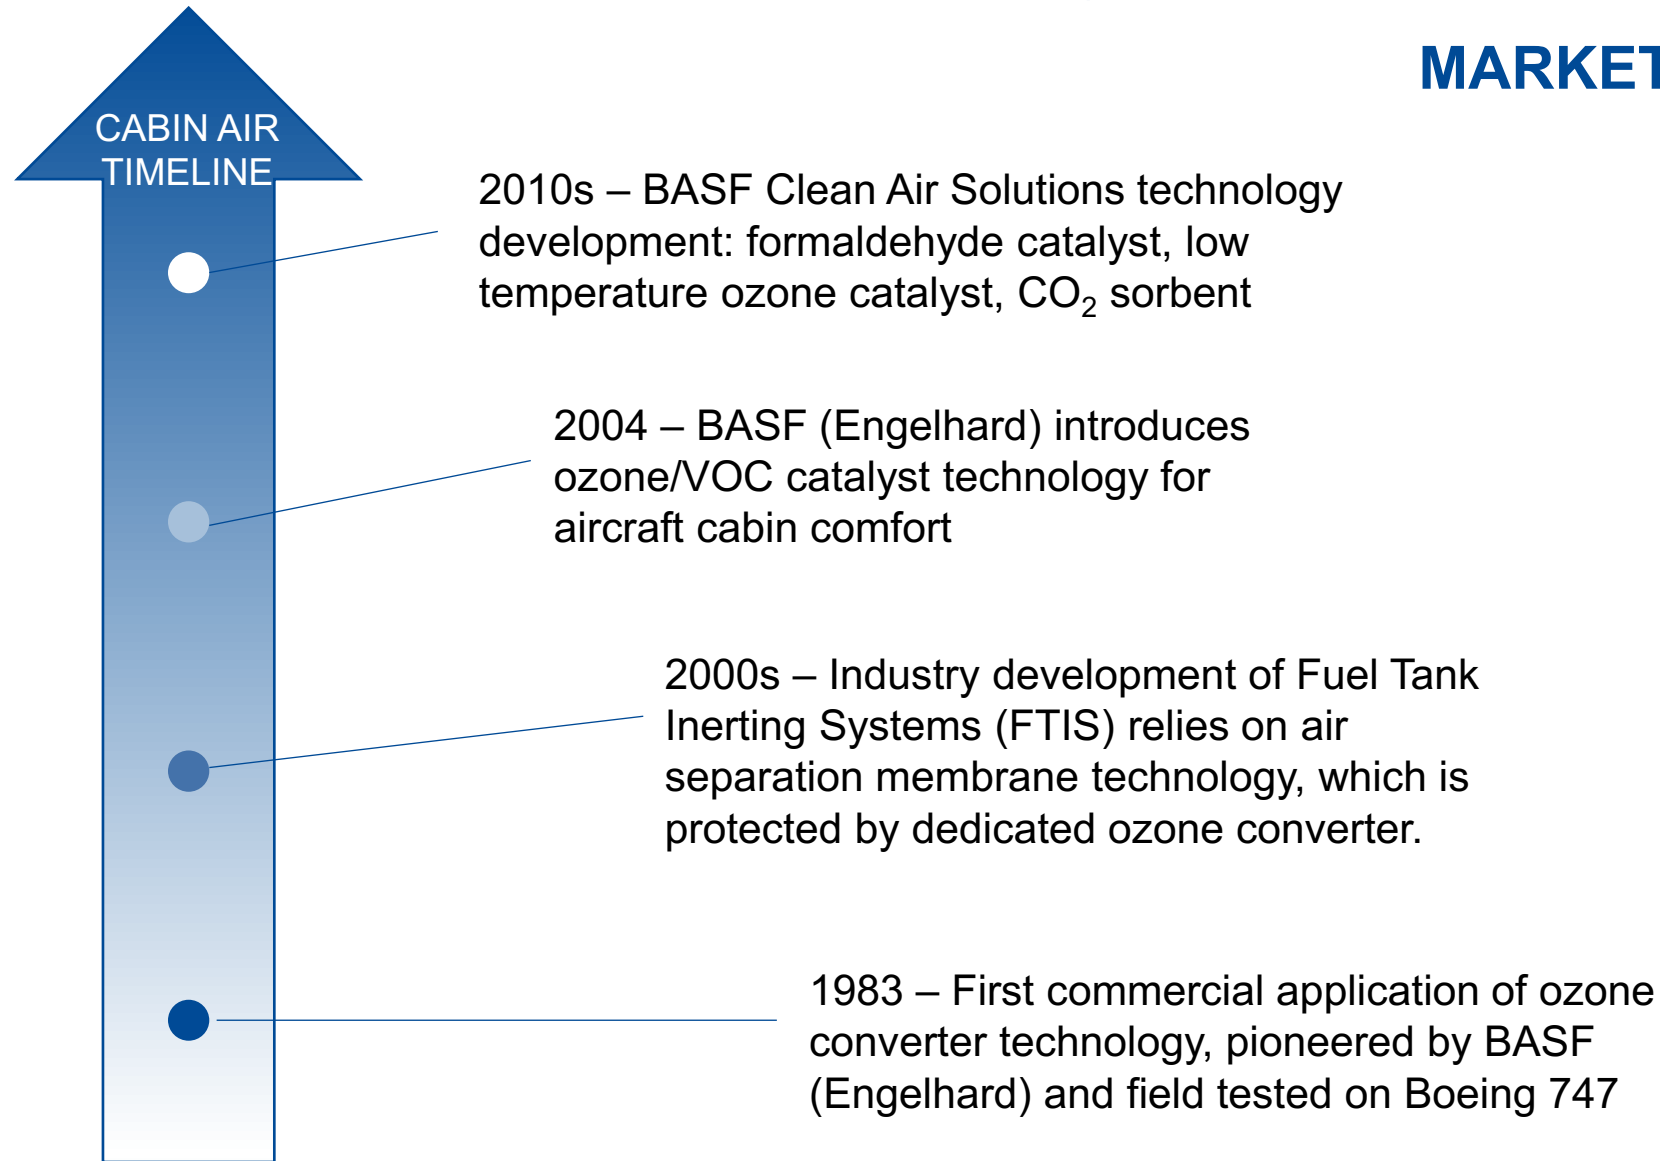 MARKET
CABIN AIR
TIMELINE
2010s – BASF Clean Air Solutions technology
development: formaldehyde catalyst, low
temperature ozone catalyst, CO₂ sorbent
2004 – BASF (Engelhard) introduces
ozone/VOC catalyst technology for
aircraft cabin comfort
2000s – Industry development of Fuel Tank
Inerting Systems (FTIS) relies on air
separation membrane technology, which is
protected by dedicated ozone converter.
1983 – First commercial application of ozone
converter technology, pioneered by BASF
(Engelhard) and field tested on Boeing 747